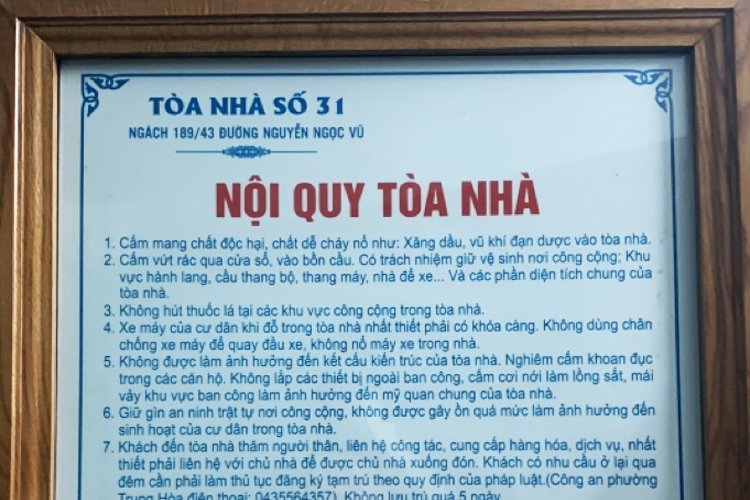 TÒA NHÀ SỐ 31
NGÁCH 189/43 ĐƯỜNG NGUYỄN NGỌC VŨ
NỘI QUY TÒA NHÀ
1. Cấm mang chất độc hại, chất dễ cháy nổ như: Xăng dầu, vũ khí đạn dược vào tòa nhà.
2. Cấm vứt rác qua cửa sổ, vào bồn cầu. Có trách nhiệm giữ vệ sinh nơi công cộng; Khu
vực hành lang, cầu thang bộ, thang máy, nhà để xe... Và các phần diện tích chung của
tòa nhà.
3. Không hút thuốc lá tại các khu vực công cộng trong tòa nhà.
4. Xe máy của cư dân khi đỗ trong tòa nhà nhất thiết phải có khóa càng. Không dùng chân
chống xe máy để quay đầu xe, không nổ máy xe trong nhà.
5. Không được làm ảnh hưởng đến kết cấu kiến trúc của tòa nhà. Nghiêm cấm khoan đục
trong các căn hộ. Không lắp các thiết bị ngoài ban công, cấm cơi nới làm lồng sắt, mái
vảy khu vực ban công làm ảnh hưởng đến mỹ quan chung của tòa nhà.
6. Giữ gìn an ninh trật tự nơi công cộng, không được gây ồn quá mức làm ảnh hưởng đến
sinh hoạt của cư dân trong tòa nhà.
7. Khách đến tòa nhà thăm người thân, liên hệ công tác, cung cấp hàng hóa, dịch vụ, nhất
thiết phải liên hệ với chủ nhà để được chủ nhà xuống đón. Khách có nhu cầu ở lại qua
đêm cần phải làm thủ tục đăng ký tạm trú theo quy định của pháp luật.(Công an phường
Trung Hòa điện thoại: 0435564357). Không lưu trú quá 5 ngày.